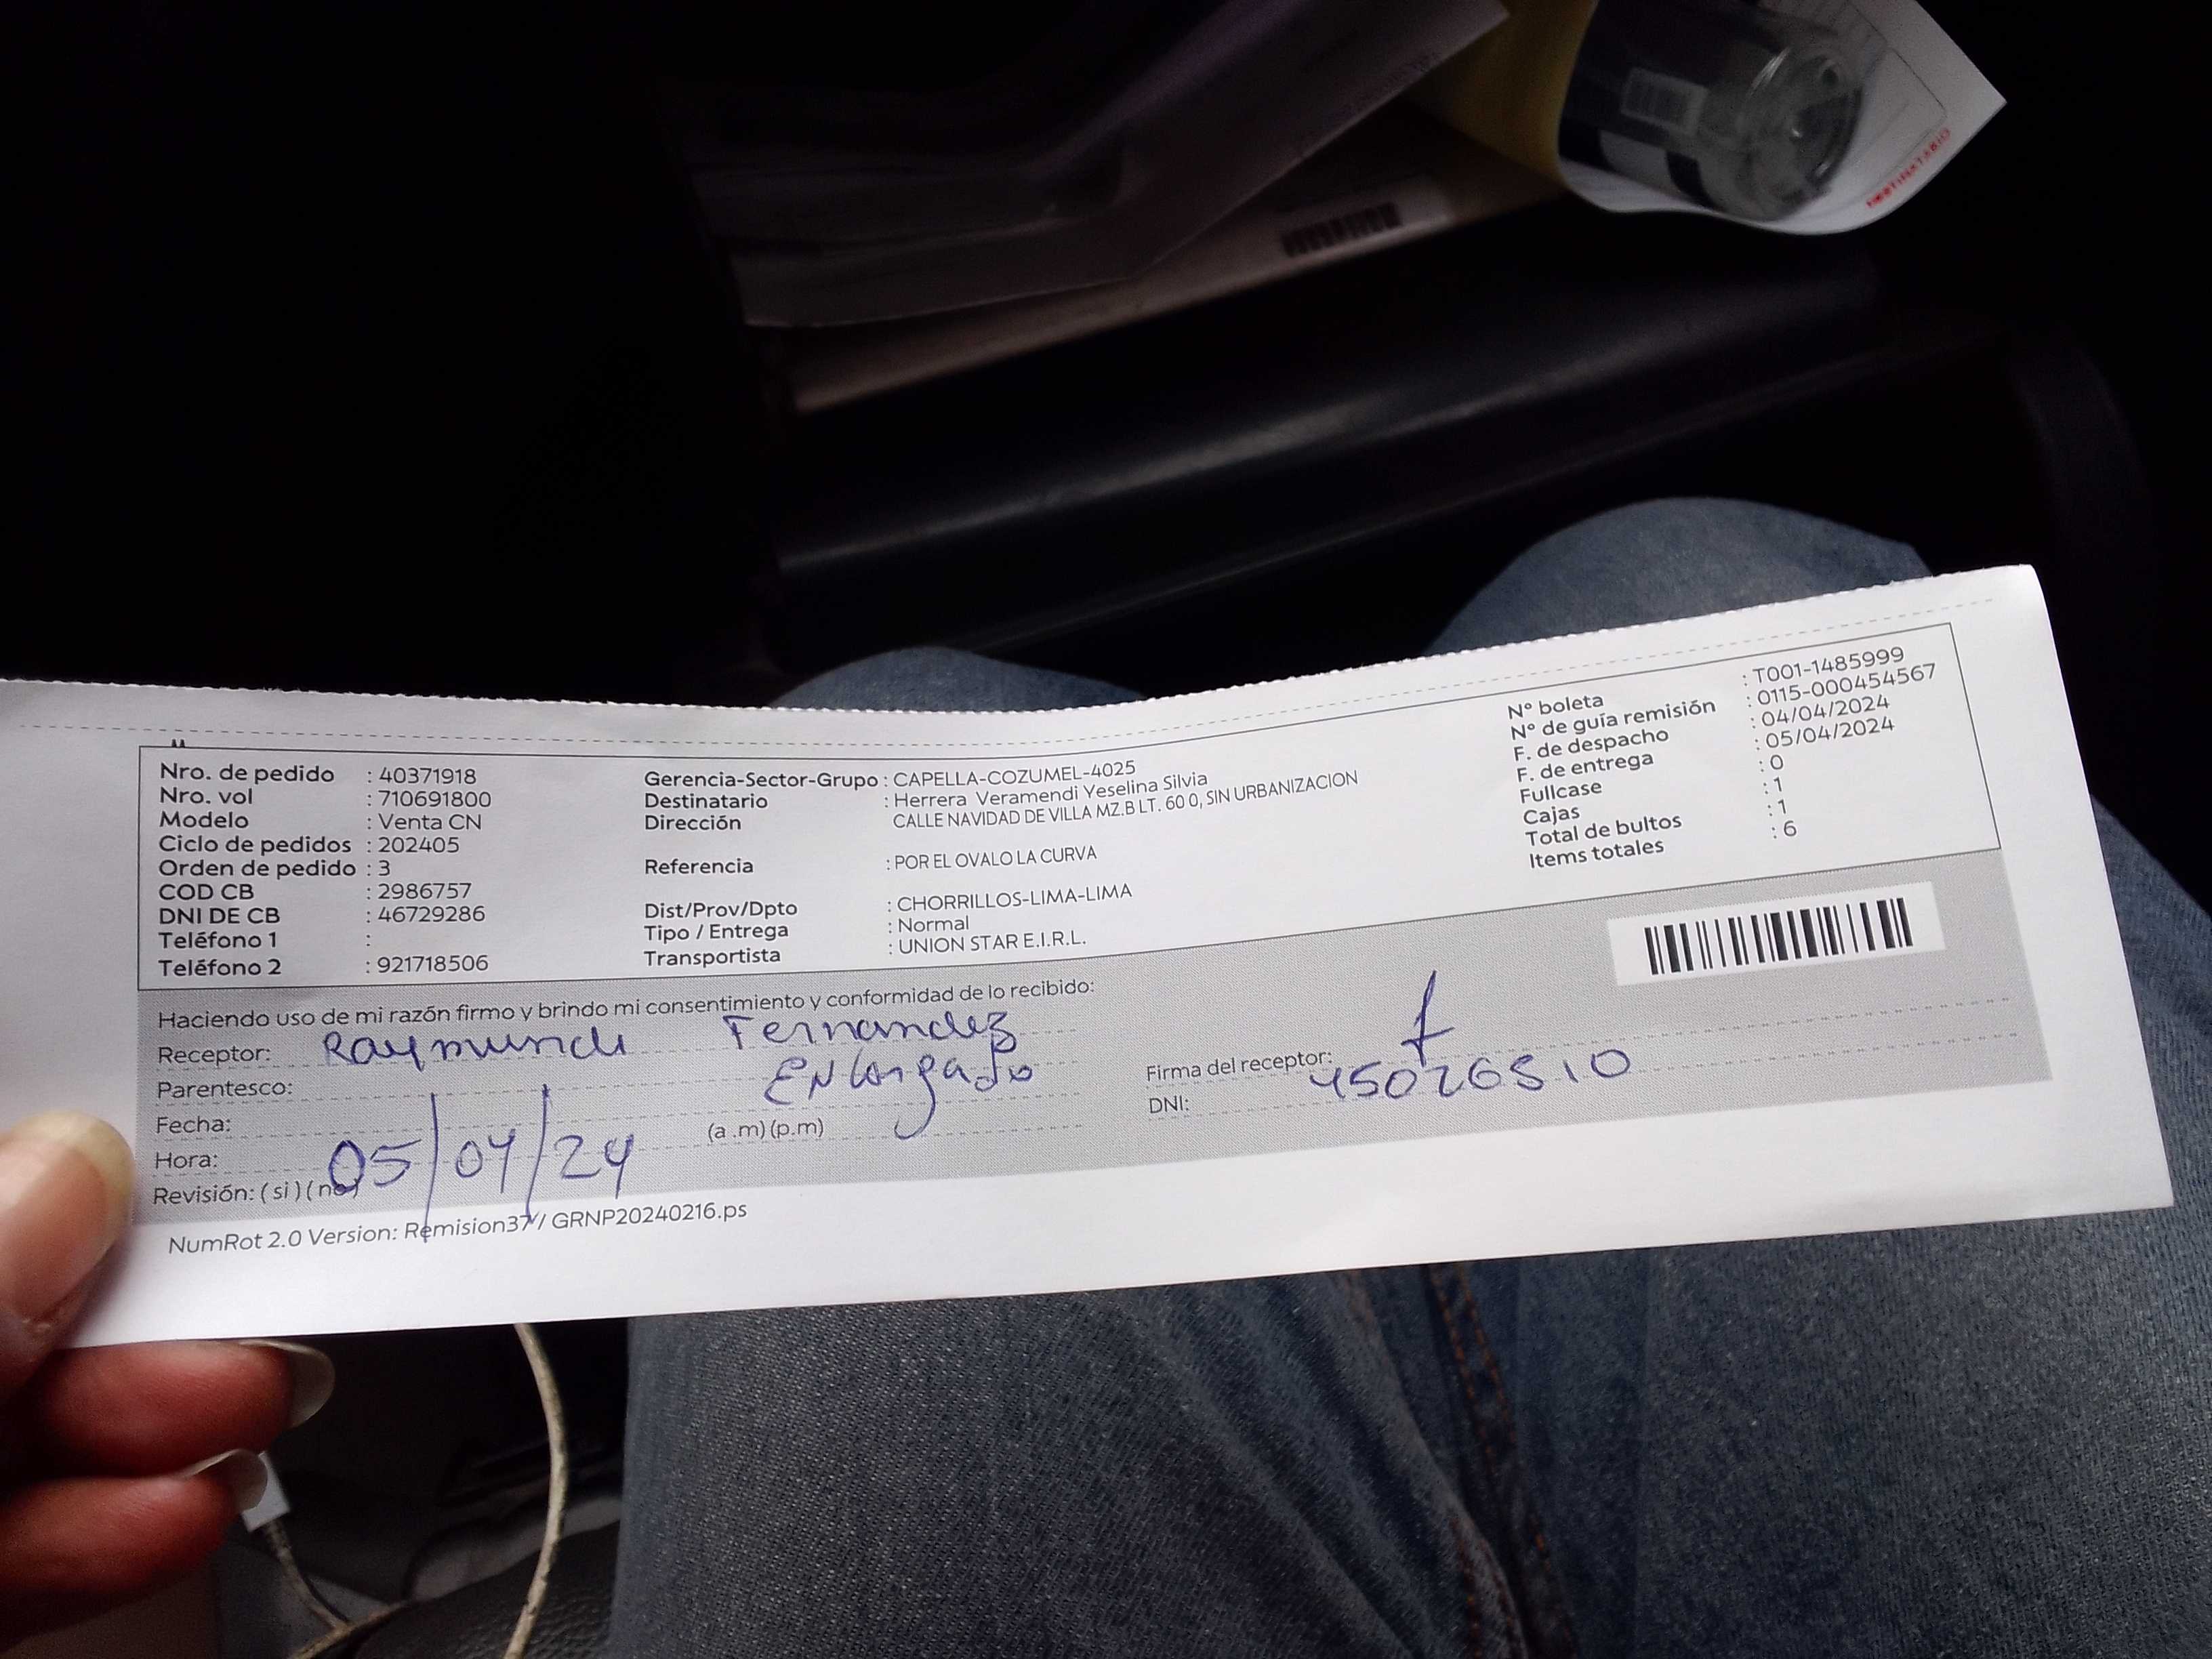 DESTINATARIO
Nro. de pedido : 40371918
Nro. vol : 710691800
Modelo : Venta CN
Ciclo de pedidos : 202405
Orden de pedido : 3
COD CB : 2986757
DNI DE CB : 46729286
Teléfono 1 :
Teléfono 2 : 921718506
Gerencia-Sector-Grupo : CAPELLA-COZUMEL-4025
Destinatario : Herrera Veramendi Yeselina Silvia
Dirección CALLE NAVIDAD DE VILLA MZ.B LT. 60 0, SIN URBANIZACION
Referencia : POR EL OVALO LA CURVA
Dist/Prov/Dpto : CHORRILLOS-LIMA-LIMA
Tipo / Entrega : Normal
Transportista : UNION STAR E.I.R.L.
N° boleta : T001-1485999
N° de guía remisión : 0115-000454567
F. de despacho : 04/04/2024
F. de entrega : 05/04/2024
Fullcase : 0
Cajas : 1
Total de bultos : 1
Items totales : 6
Haciendo uso de mi razón firmo y brindo mi consentimiento y conformidad de lo recibido:
Receptor: Raymundi Fernandez
Parentesco: Encargado
Fecha:
Hora: 05/04/24 (a .m) (p.m)
Revisión: ( si ) ( no )
Firma del receptor:
DNI: 45026510
NumRot 2.0 Version: Remision37 / GRNP20240216.ps